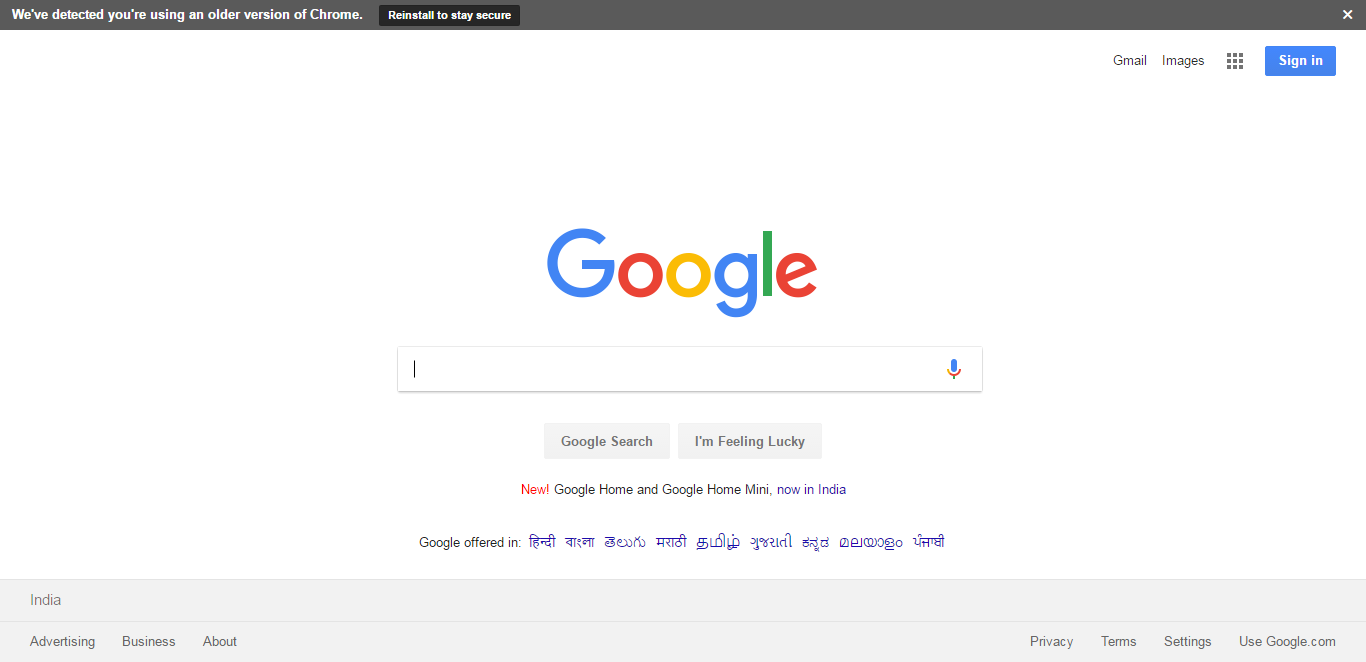 We've detected you're using an older version of Chrome. Reinstall to stay secure
Gmail Images Sign in
Google
Google Search I'm Feeling Lucky
New! Google Home and Google Home Mini, now in India
Google offered in: हिन्दी বাংলা తెలుగు मराठी தமிழ் ગુજરાતી ಕನ್ನಡ മലയാളം ਪੰਜਾਬੀ
India
Advertising Business About Privacy Terms Settings Use Google.com